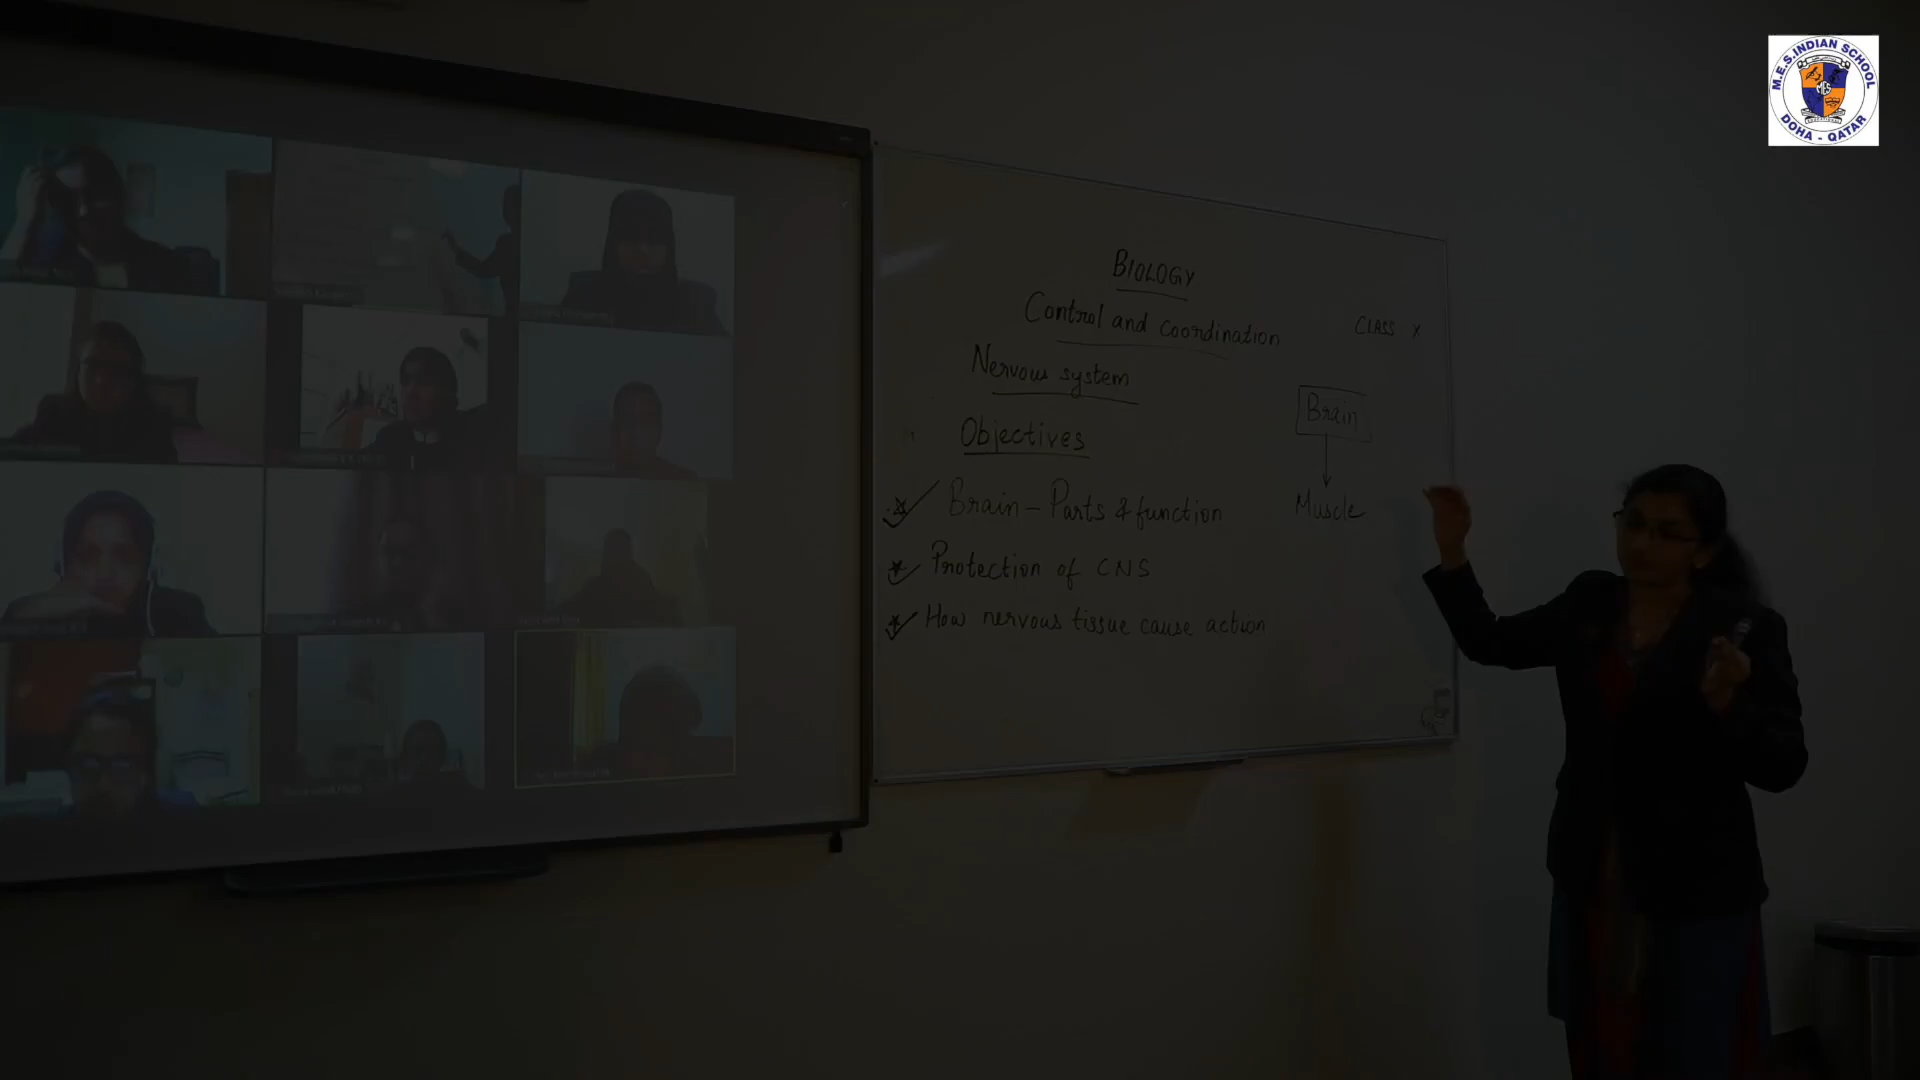 M.E.S. INDIAN SCHOOL
MES
DOHA - QATAR
BIOLOGY
Control and coordination
CLASS X
Nervous system
Objectives
Brain - Parts & function
Protection of CNS
How nervous tissue cause action
Brain
Muscle